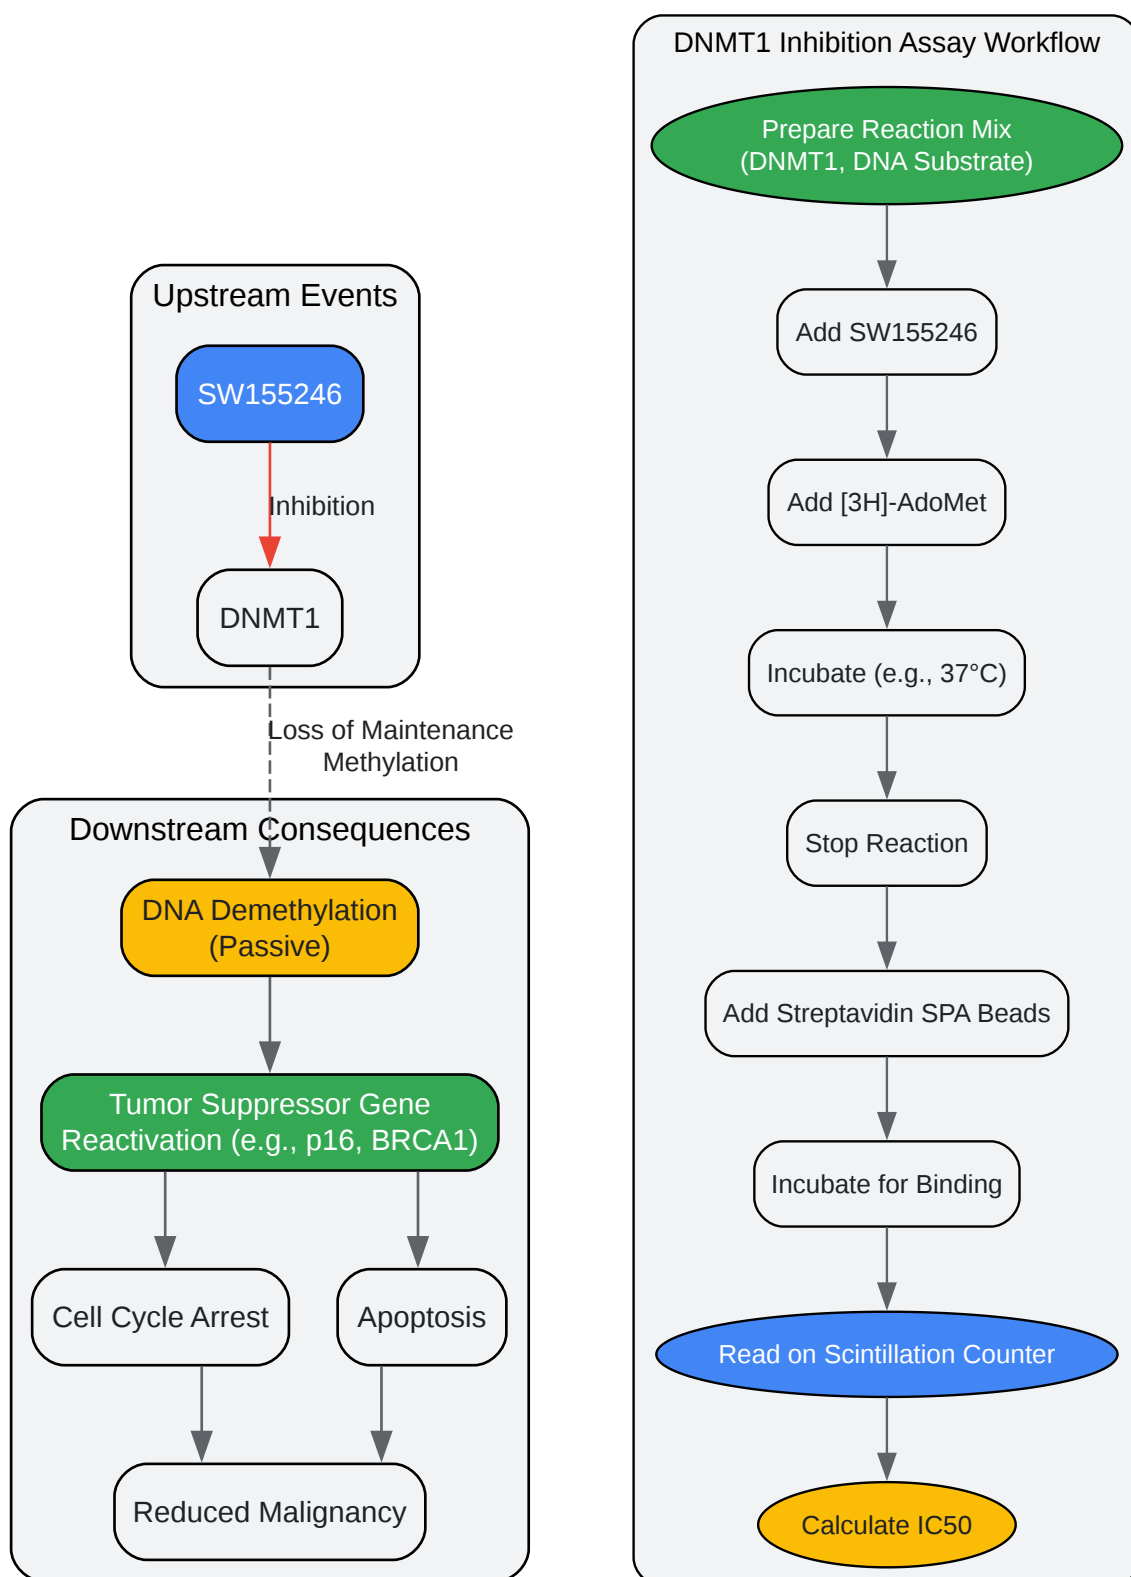 Upstream Events
SW155246
Inhibition
DNMT1
Loss of Maintenance
Methylation
Downstream Consequences
DNA Demethylation
(Passive)
Tumor Suppressor Gene
Reactivation (e.g., p16, BRCA1)
Cell Cycle Arrest
Apoptosis
Reduced Malignancy
DNMT1 Inhibition Assay Workflow
Prepare Reaction Mix
(DNMT1, DNA Substrate)
Add SW155246
Add [3H]-AdoMet
Incubate (e.g., 37°C)
Stop Reaction
Add Streptavidin SPA Beads
Incubate for Binding
Read on Scintillation Counter
Calculate IC50